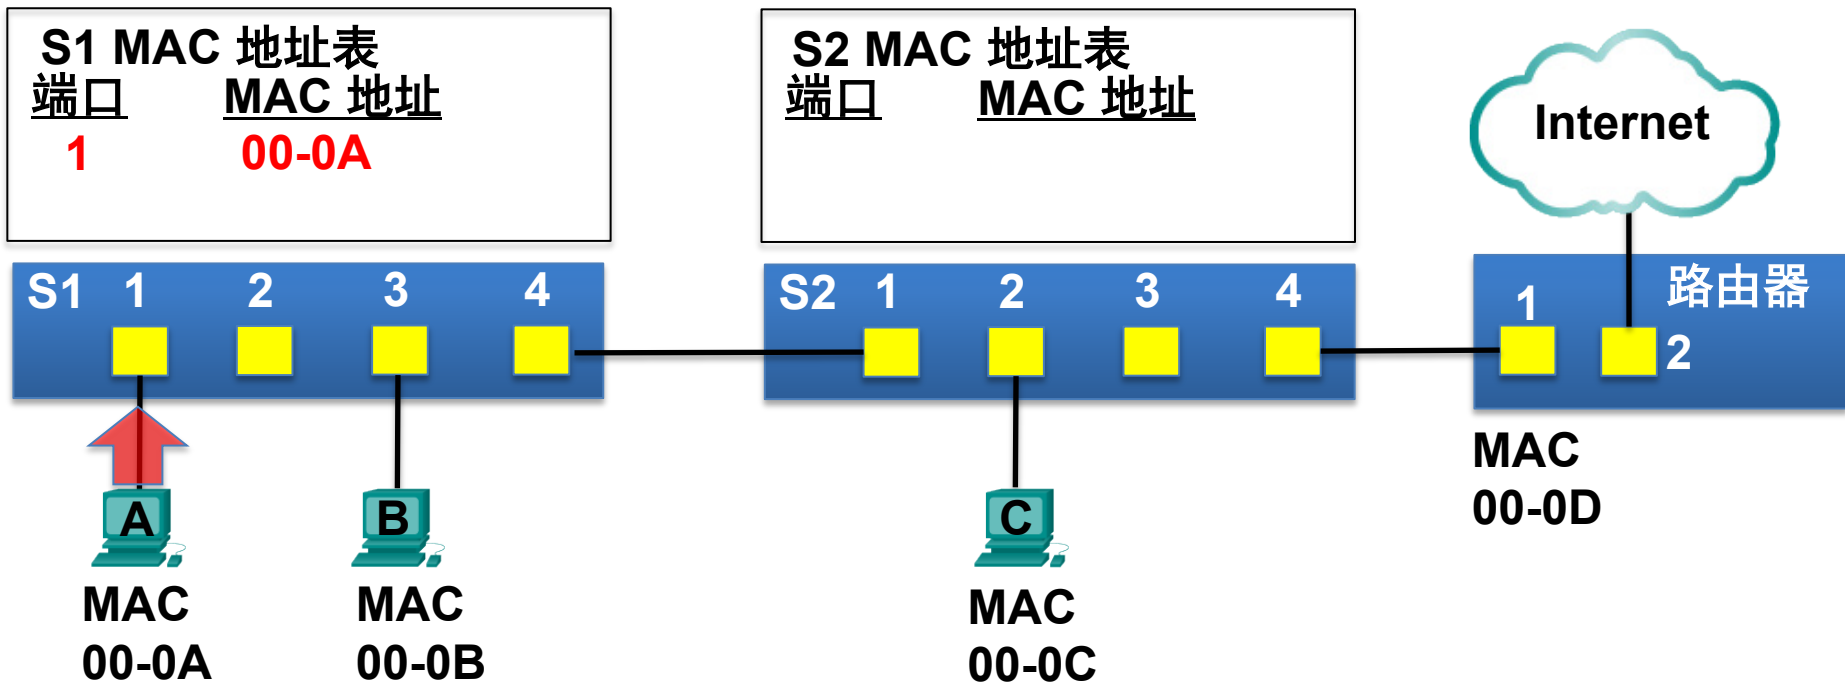 S1 MAC 地址表
端口 MAC 地址
1 00-0A
S2 MAC 地址表
端口 MAC 地址
Internet
S1 1 2 3 4
S2 1 2 3 4
1 路由器
2
A
MAC
00-0A
B
MAC
00-0B
C
MAC
00-0C
MAC
00-0D